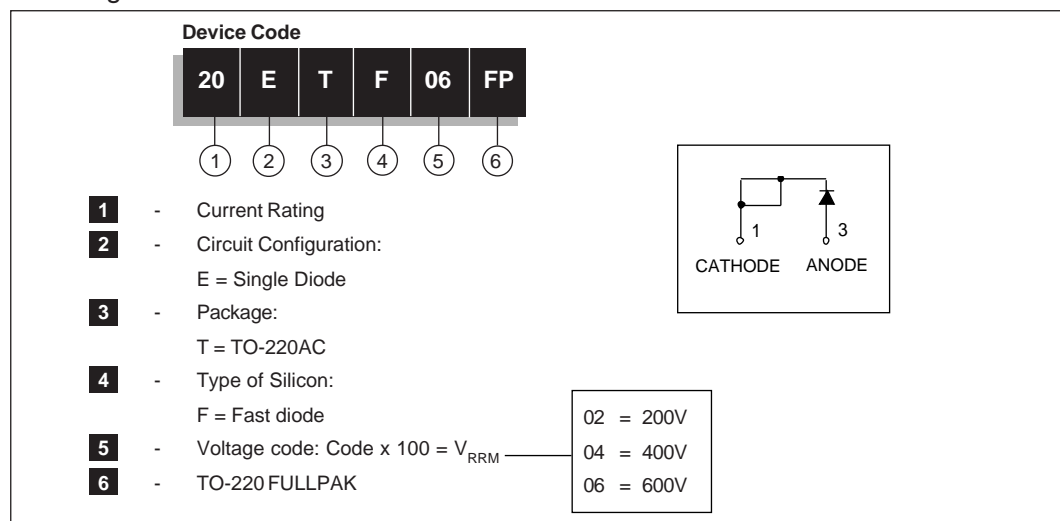 Device Code
20 E T F 06 FP
1 2 3 4 5 6
1 - Current Rating
2 - Circuit Configuration:
E = Single Diode
3 - Package:
T = TO-220AC
4 - Type of Silicon:
F = Fast diode
5 - Voltage code: Code x 100 = V_RRM
6 - TO-220 FULLPAK
02 = 200V
04 = 400V
06 = 600V
1 3
CATHODE ANODE